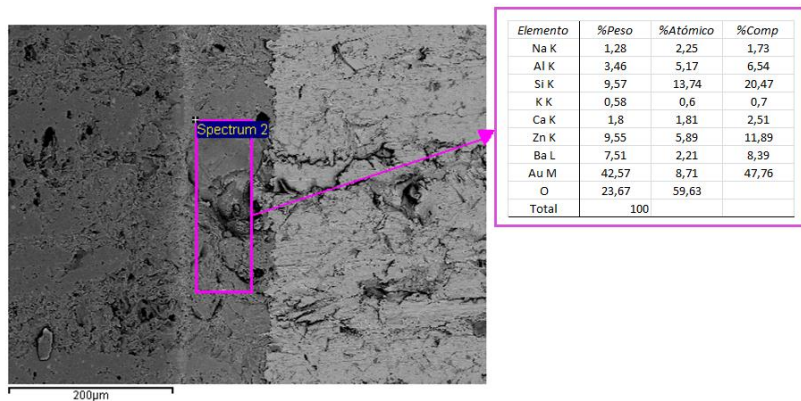 Spectrum 2
200µm
Elemento %Peso %Atómico %Comp
Na K 1,28 2,25 1,73
Al K 3,46 5,17 6,54
Si K 9,57 13,74 20,47
K K 0,58 0,6 0,7
Ca K 1,8 1,81 2,51
Zn K 9,55 5,89 11,89
Ba L 7,51 2,21 8,39
Au M 42,57 8,71 47,76
O 23,67 59,63
Total 100